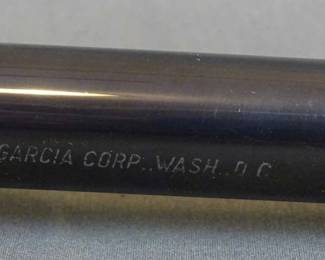 GARCIA CORP., WASH., D C